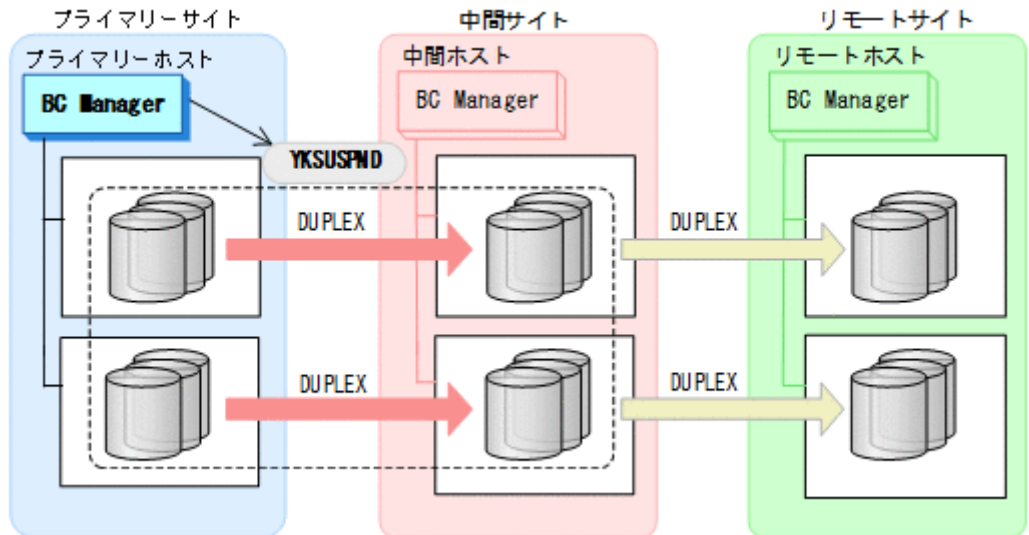 プライマリーサイト
中間サイト
リモートサイト
プライマリーホスト
中間ホスト
リモートホスト
BC Manager
BC Manager
BC Manager
YKSUSPND
DUPLEX
DUPLEX
DUPLEX
DUPLEX